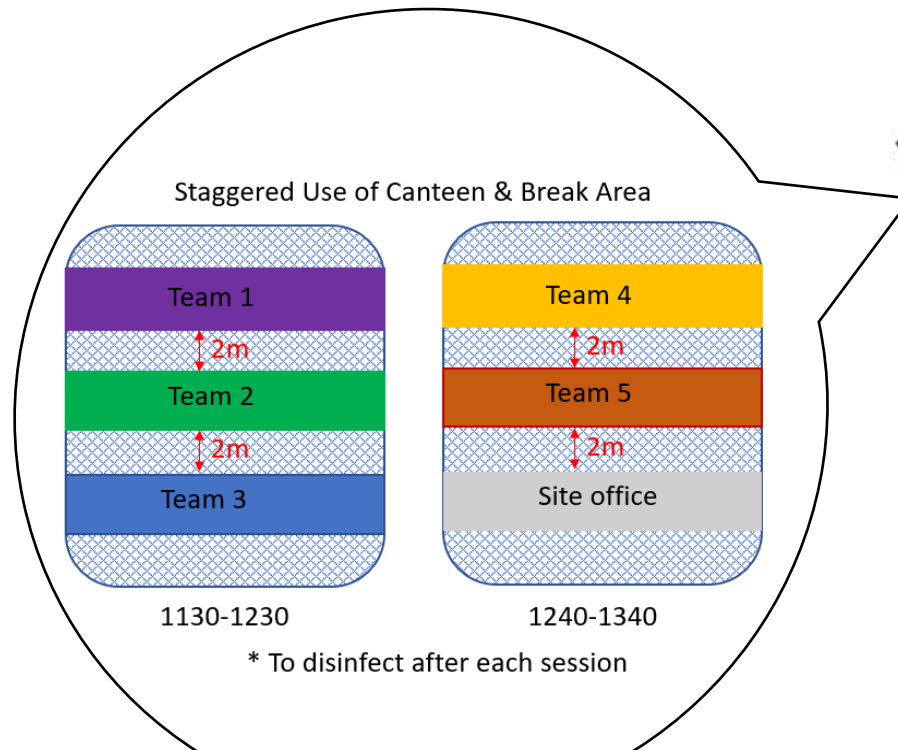 Staggered Use of Canteen & Break Area
Team 1
2m
Team 2
2m
Team 3
1130-1230
Team 4
2m
Team 5
2m
Site office
1240-1340
* To disinfect after each session